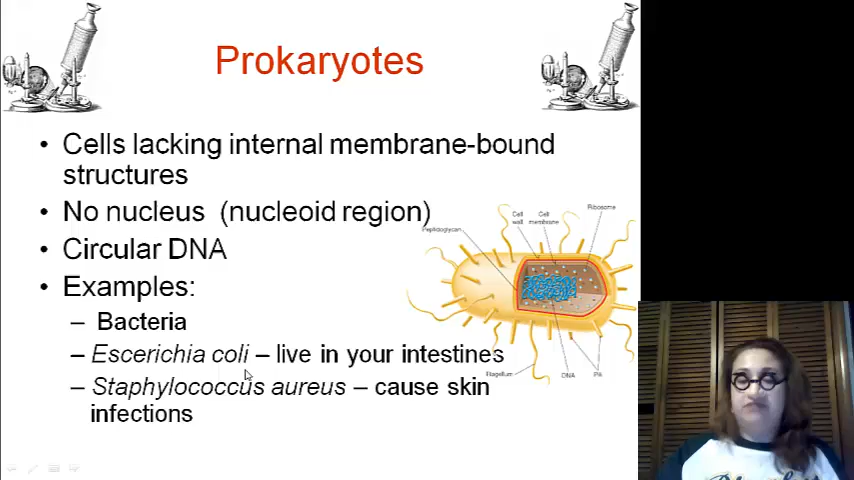 Prokaryotes
• Cells lacking internal membrane-bound
structures
• No nucleus (nucleoid region)
• Circular DNA
• Examples:
– Bacteria
– Escerichia coli – live in your intestines
– Staphylococcus aureus – cause skin
infections
Ribosome
Cell
wall
Cell
membrane
Peptidoglycan
Flagellum
DNA
Pili